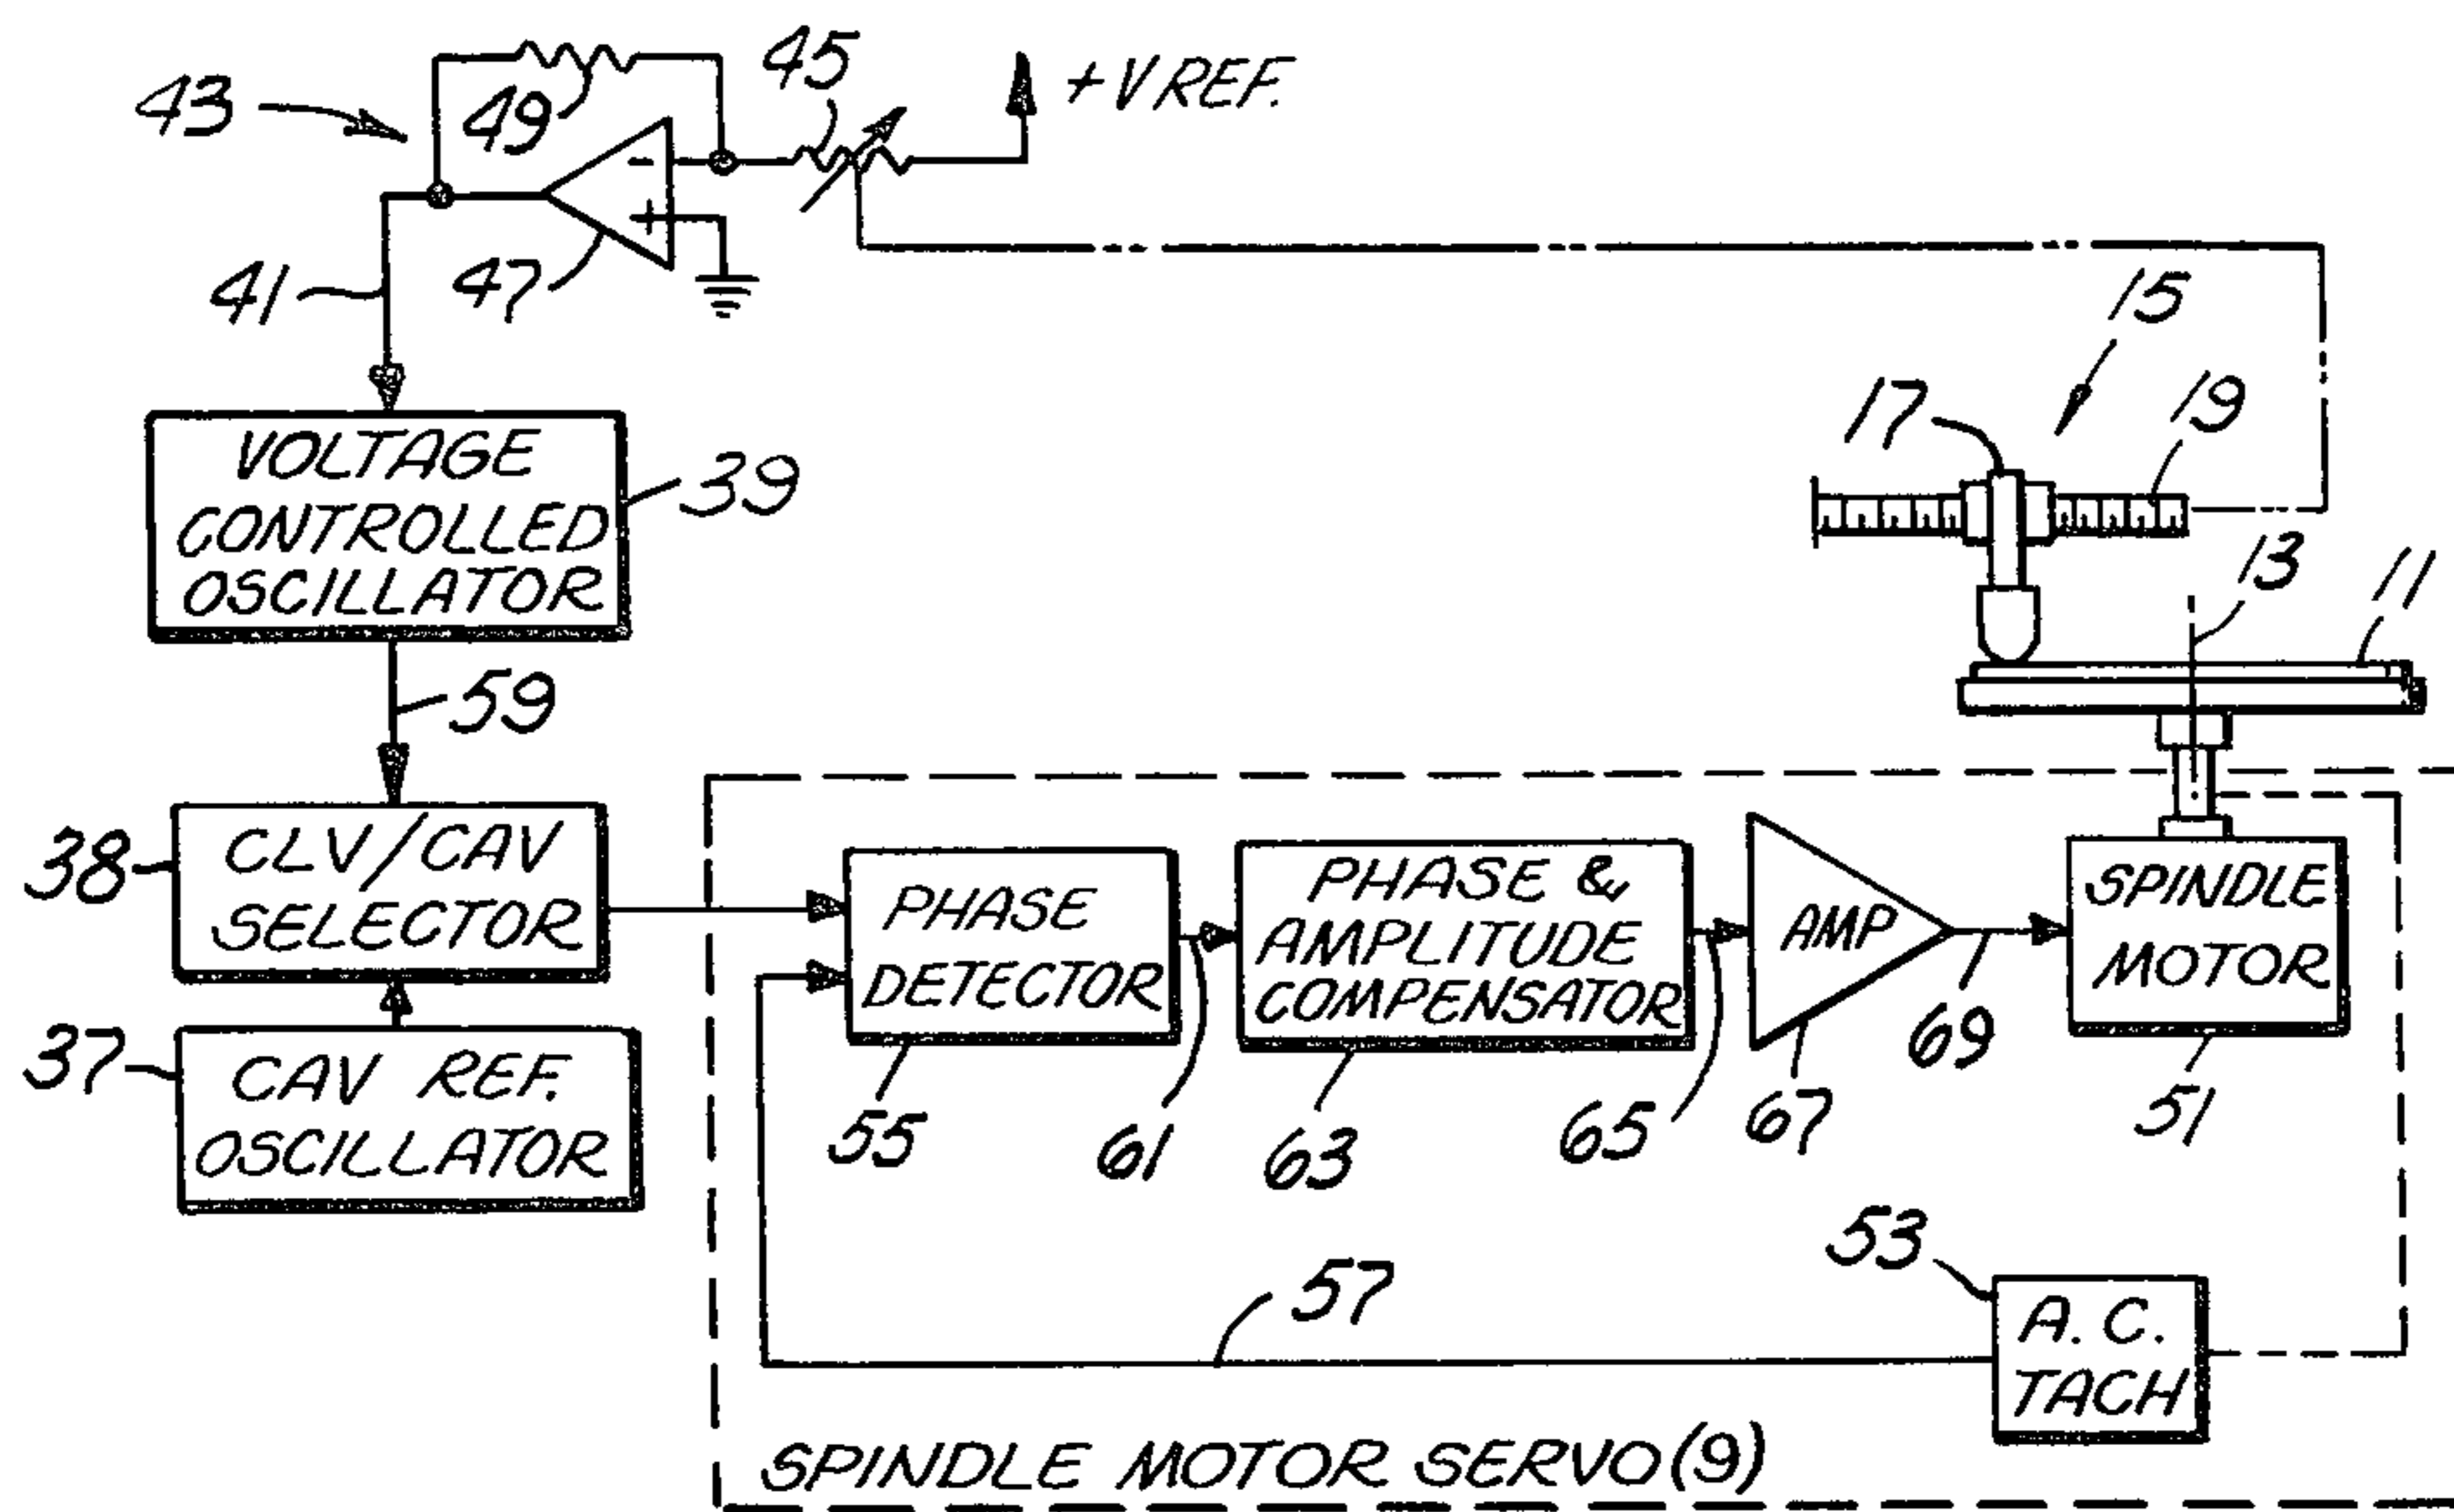 43
49
45
+V REF.
-
+
47
41
15
17
19
VOLTAGE
CONTROLLED
OSCILLATOR
39
13
11
59
38
CLV/CAV
SELECTOR
PHASE
DETECTOR
PHASE &
AMPLITUDE
COMPENSATOR
AMP
SPINDLE
MOTOR
37
CAV REF.
OSCILLATOR
55
61
63
65
67
69
51
53
57
A.C.
TACH
SPINDLE MOTOR SERVO (9)